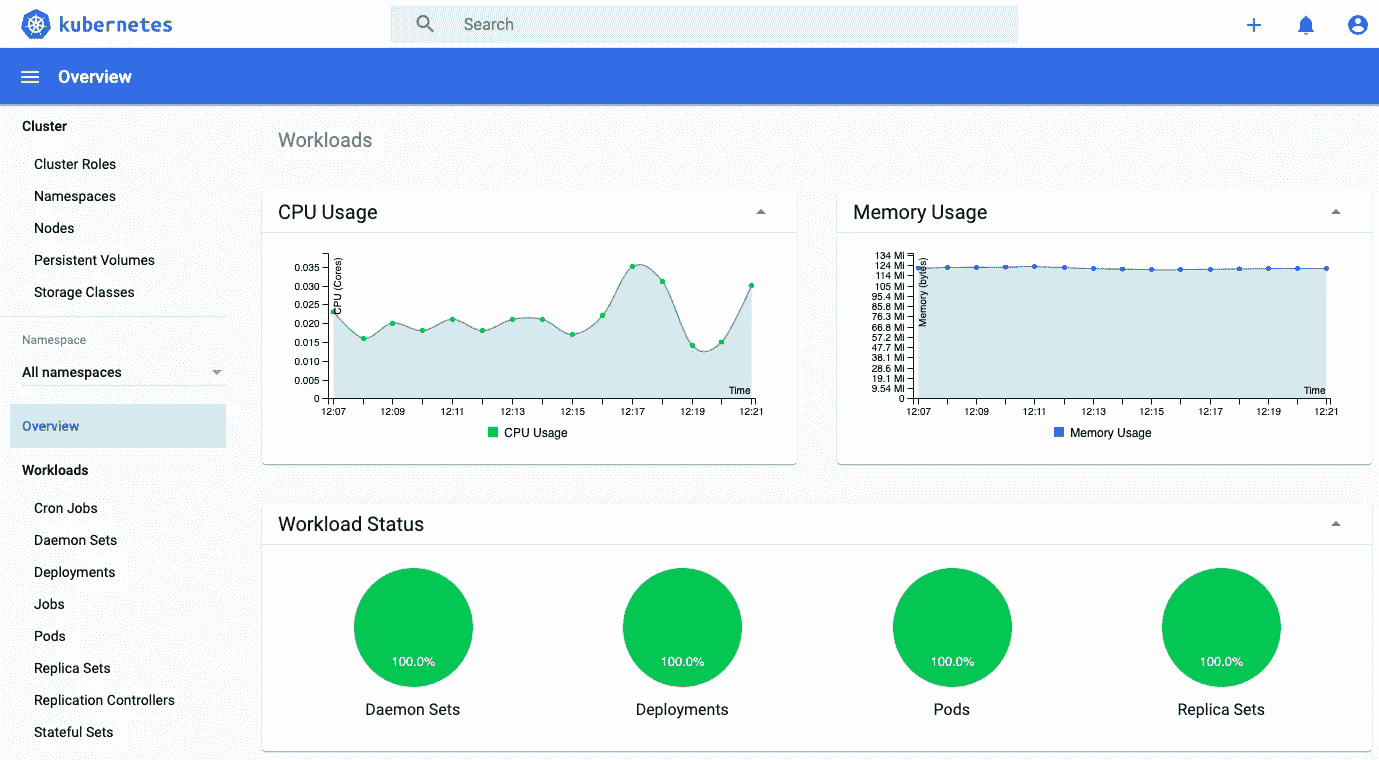 kubernetes
Search
Overview
Cluster
Cluster Roles
Namespaces
Nodes
Persistent Volumes
Storage Classes
Namespace
All namespaces
Overview
Workloads
Cron Jobs
Daemon Sets
Deployments
Jobs
Pods
Replica Sets
Replication Controllers
Stateful Sets
Workloads
CPU Usage
CPU (Cores)
0.035
0.030
0.025
0.020
0.015
0.010
0.005
0
Time
12:07 12:09 12:11 12:13 12:15 12:17 12:19 12:21
CPU Usage
Memory Usage
Memory (bytes)
134 Mi
124 Mi
114 Mi
105 Mi
95.4 Mi
85.8 Mi
76.3 Mi
66.8 Mi
57.2 Mi
47.7 Mi
38.1 Mi
28.6 Mi
19.1 Mi
9.54 Mi
0
Time
12:07 12:09 12:11 12:13 12:15 12:17 12:19 12:21
Memory Usage
Workload Status
100.0% 100.0% 100.0% 100.0%
Daemon Sets Deployments Pods Replica Sets